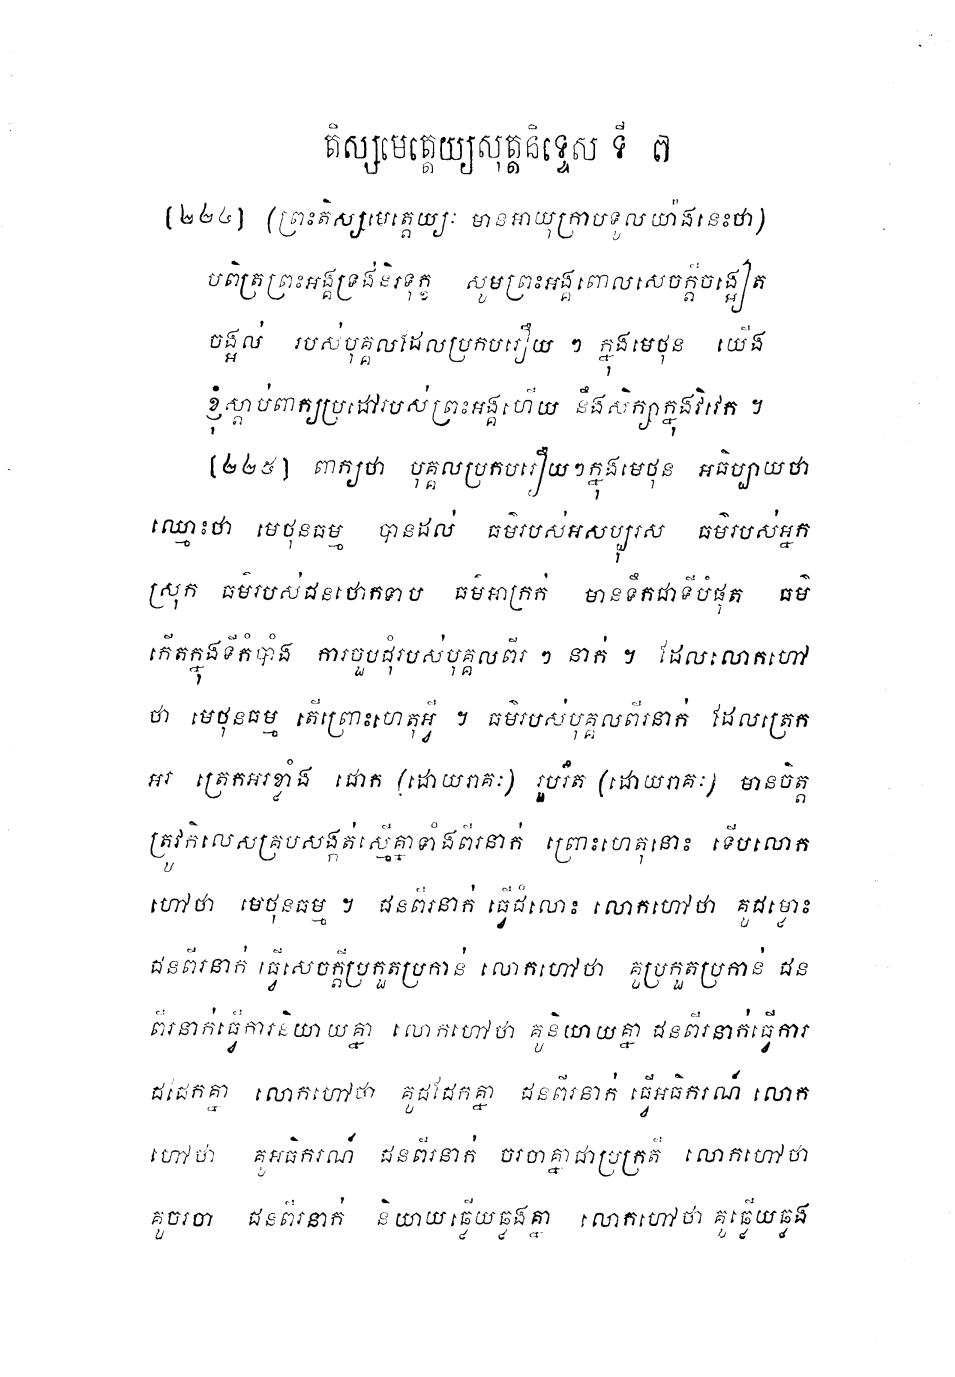 តិស្សមេត្តេយ្យសុត្តនិទ្ទេស ទី ៧
[២២៤] (ព្រះតិស្សមេត្តេយ្យៈ មានអាយុក្រាបទូលយ៉ាងនេះថា)
បពិត្រព្រះអង្គទ្រង់និរទុក្ខ សូមព្រះអង្គពោលសេចក្តីចង្អៀត
ចង្អល់ របស់បុគ្គលដែលប្រកបរឿយ ៗ ក្នុងមេថុន យើង
ខ្ញុំស្តាប់ពាក្យប្រដៅរបស់ព្រះអង្គហើយ នឹងសិក្សាក្នុងវិវេក ។
[២២៥] ពាក្យថា បុគ្គលប្រកបរឿយៗក្នុងមេថុន អធិប្បាយថា
ឈ្មោះថា មេថុនធម្ម បានដល់ ធម៌របស់អសប្បុរស ធម៌របស់អ្នក
ស្រុក ធម៌របស់ជនថោកទាប ធម៌អាក្រក់ មានទឹកជាទីបំផុត ធម៌
កើតក្នុងទីកំបាំង ការចួបជុំរបស់បុគ្គលពីរ ៗ នាក់ ។ ដែលលោកហៅ
ថា មេថុនធម្ម តើព្រោះហេតុអ្វី ។ ធម៌របស់បុគ្គលពីរនាក់ ដែលត្រេក
អរ ត្រេកអរខ្លាំង ជោក (ដោយរាគៈ) រួបរឹត (ដោយរាគៈ) មានចិត្ត
ត្រូវកិលេសគ្របសង្កត់ស្មើគ្នាទាំងពីរនាក់ ព្រោះហេតុនោះ ទើបលោក
ហៅថា មេថុនធម្ម ។ ជនពីរនាក់ ធ្វើជំលោះ លោកហៅថា គូជម្លោះ
ជនពីរនាក់ ធ្វើសេចក្តីប្រកួតប្រកាន់ លោកហៅថា គូប្រកួតប្រកាន់ ជន
ពីរនាក់ធ្វើការនិយាយគ្នា លោកហៅថា គូនិយាយគ្នា ជនពីរនាក់ធ្វើការ
ដជែកគ្នា លោកហៅថា គូដជែកគ្នា ជនពីរនាក់ ធ្វើអធិករណ៍ លោក
ហៅថា គូអធិករណ៍ ជនពីរនាក់ ចរចាគ្នាជាប្រក្រតី លោកហៅថា
គូចរចា ជនពីរនាក់ និយាយឆ្លើយឆ្លងគ្នា លោកហៅថា គូឆ្លើយឆ្លង